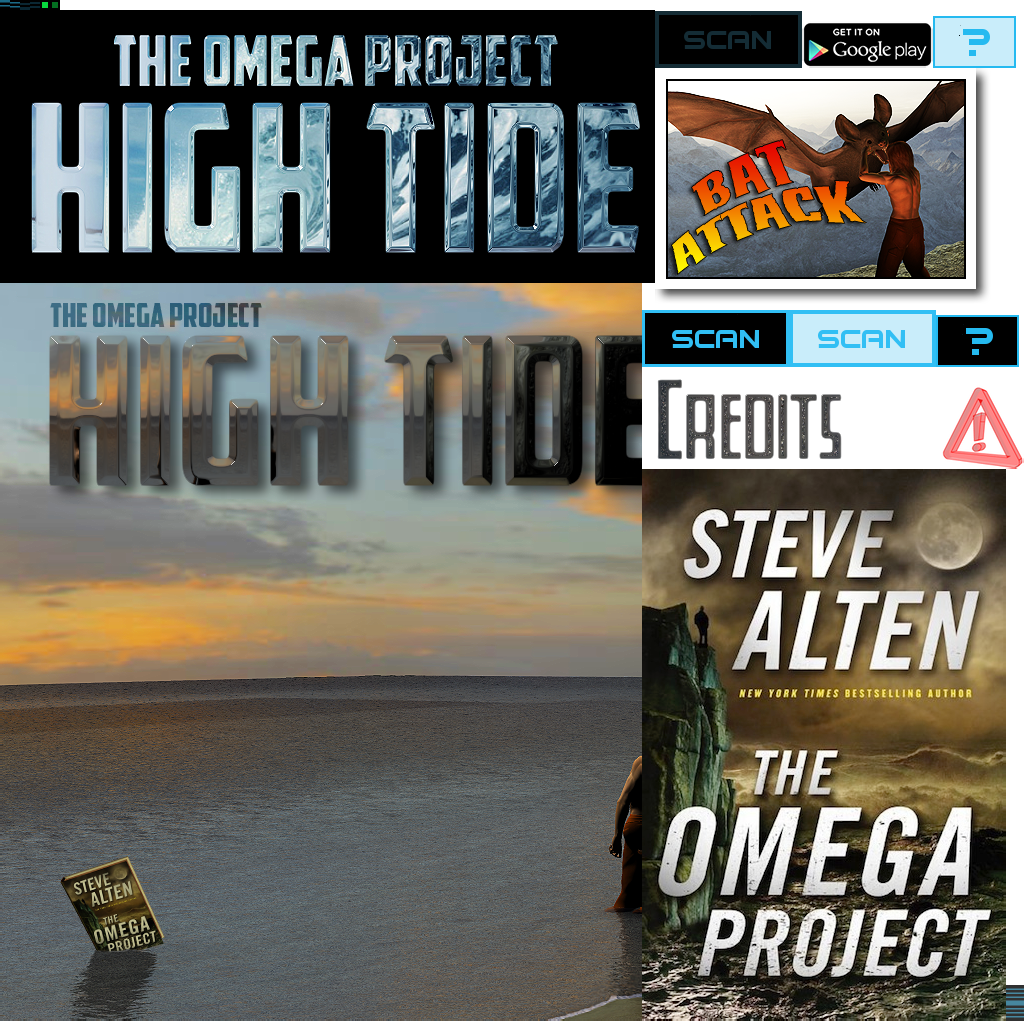 THE OMEGA PROJECT
HIGH TIDE
SCAN
GET IT ON
Google play
?
BAT
ATTACK
THE OMEGA PROJECT
HIGH TIDE
SCAN
SCAN
?
CREDITS
!
STEVE
ALTEN
NEW YORK TIMES BESTSELLING AUTHOR
THE
OMEGA
PROJECT
STEVE
ALTEN
THE
OMEGA
PROJECT